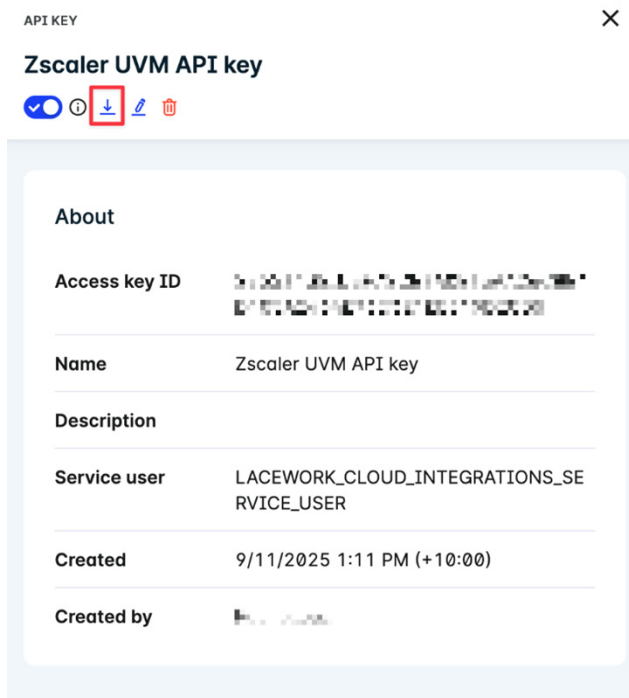 API KEY
Zscaler UVM API key
About
Access key ID
Name
Zscaler UVM API key
Description
Service user
LACEWORK_CLOUD_INTEGRATIONS_SE
RVICE_USER
Created
9/11/2025 1:11 PM (+10:00)
Created by